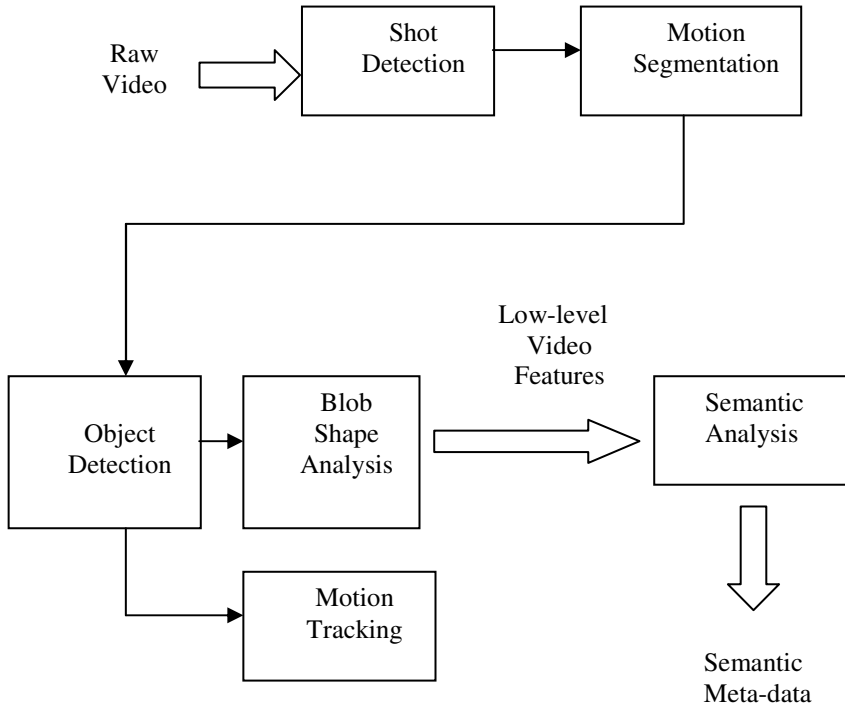 Raw
Video
Shot
Detection
Motion
Segmentation
Object
Detection
Blob
Shape
Analysis
Low-level
Video
Features
Semantic
Analysis
Motion
Tracking
Semantic
Meta-data